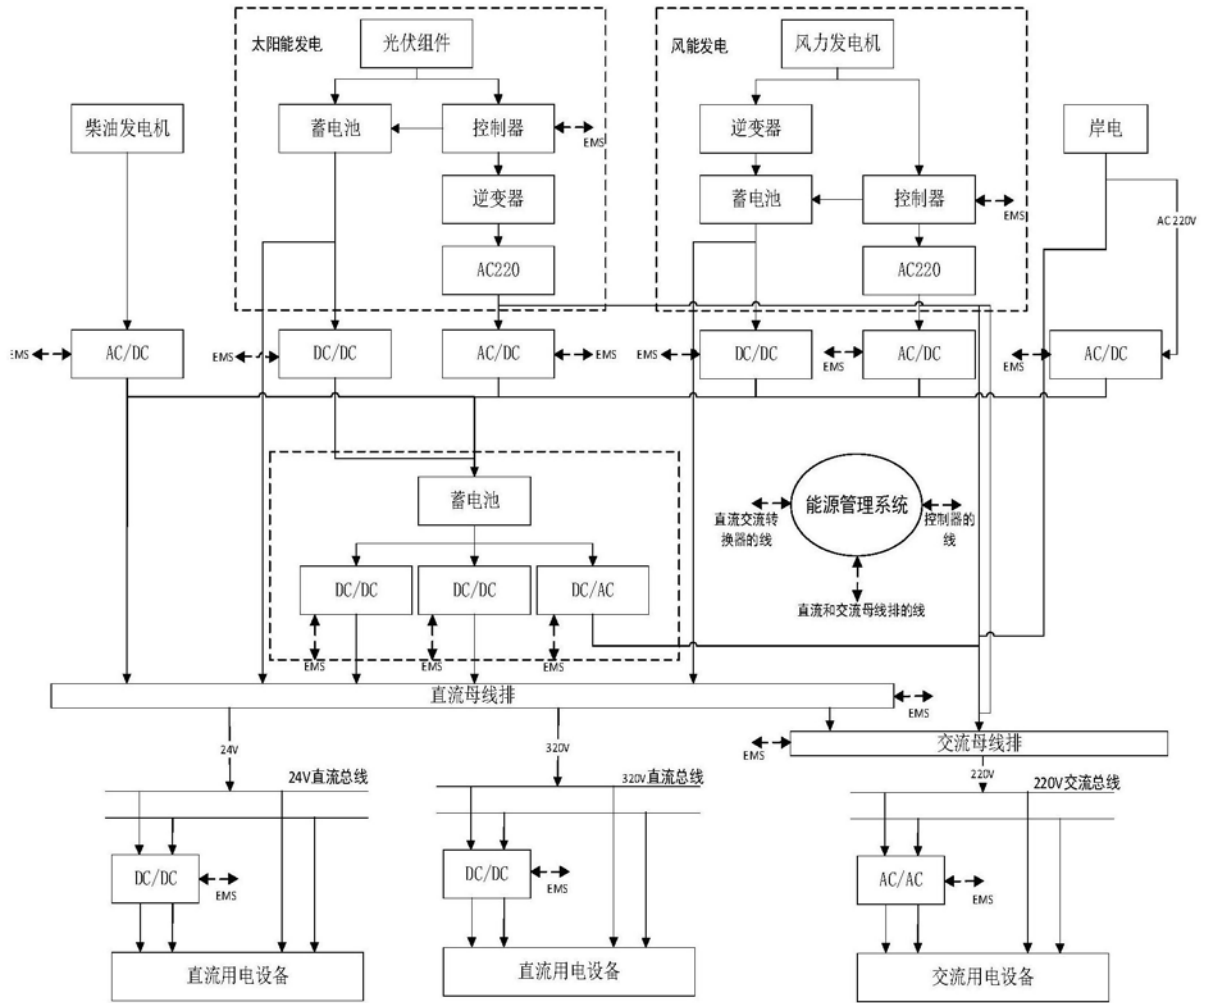 太阳能发电
光伏组件
风能发电
风力发电机
柴油发电机
蓄电池
控制器
EMS
逆变器
岸电
逆变器
蓄电池
控制器
EMS
AC 220V
AC220
AC220
EMS
AC/DC
EMS
DC/DC
AC/DC
EMS
EMS
DC/DC
EMS
AC/DC
EMS
AC/DC
蓄电池
能源管理系统
直流交流转
换器的线
控制器的
线
直流和交流母线排的线
DC/DC
DC/DC
DC/AC
EMS
EMS
EMS
直流母线排
EMS
交流母线排
EMS
24V
320V
220V
24V直流总线
320V直流总线
220V交流总线
DC/DC
EMS
DC/DC
EMS
AC/AC
EMS
直流用电设备
直流用电设备
交流用电设备